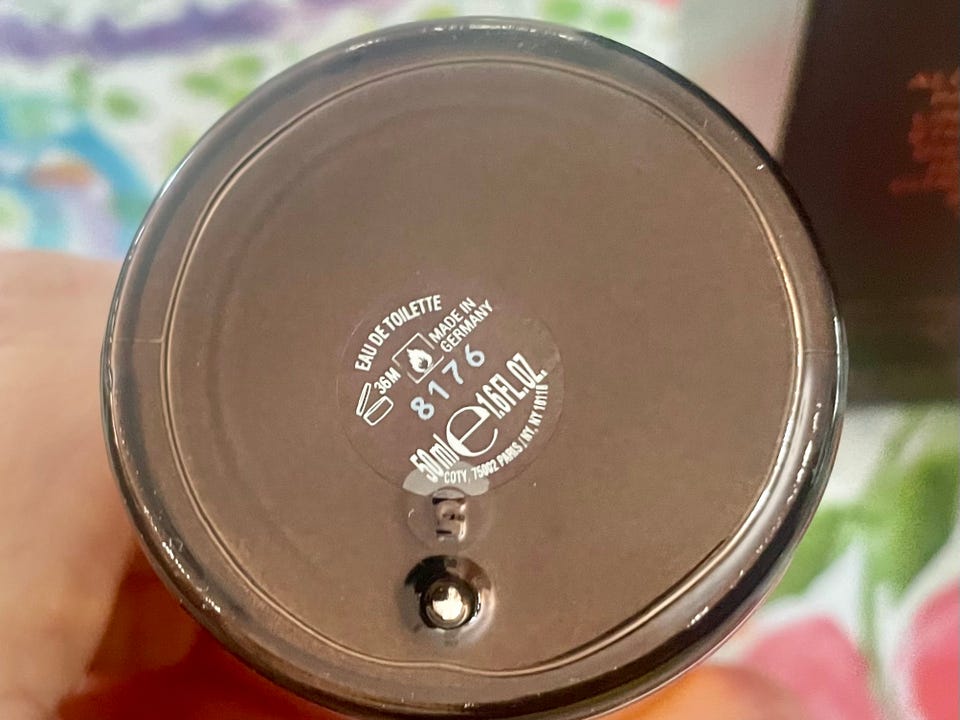 EAU DE TOILETTE
36M
MADE IN
GERMANY
8176
50ml e 1.6FL.OZ.
COTY, 75002 PARIS / NY, NY 10118